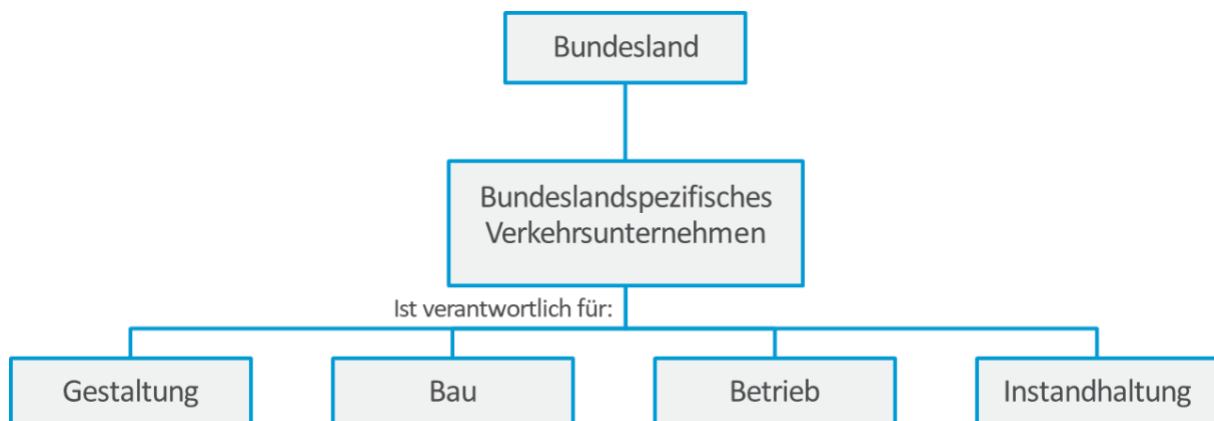 Bundesland
Bundeslandspezifisches
Verkehrsunternehmen
Ist verantwortlich für:
Gestaltung
Bau
Betrieb
Instandhaltung